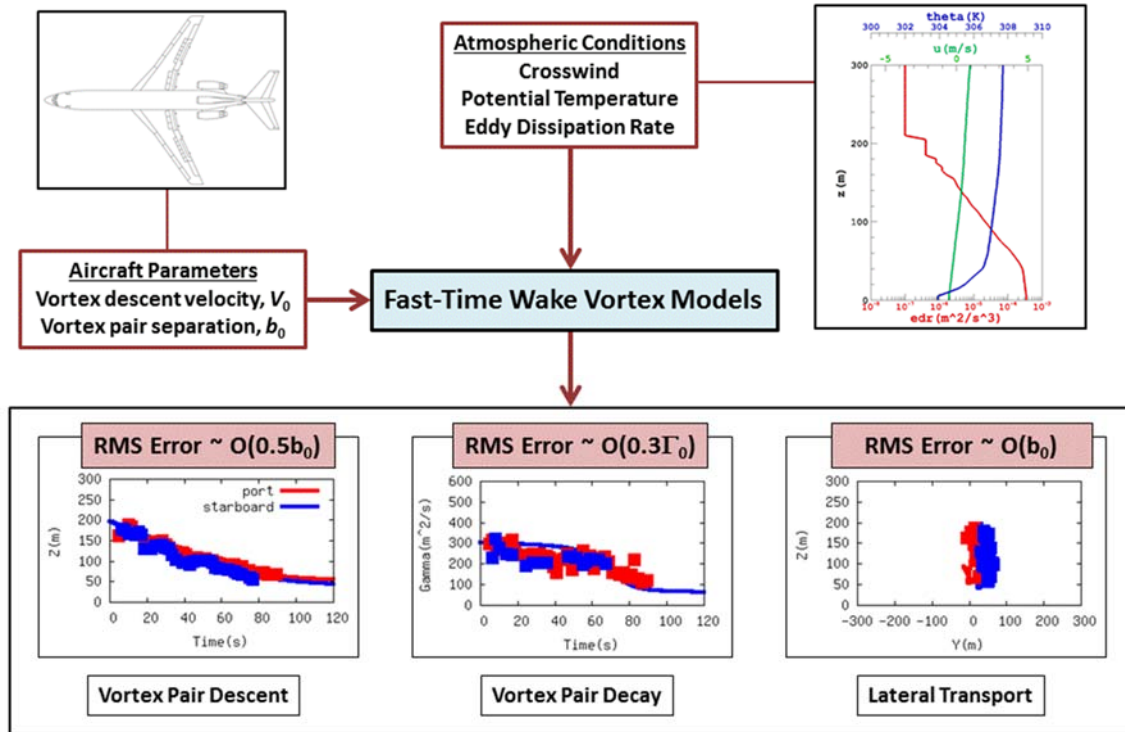 Atmospheric Conditions
Crosswind
Potential Temperature
Eddy Dissipation Rate
theta(K)
300 302 304 306 308 310
u(m/s)
-5 0 5
300
200
z(m)
100
0
edr(m^2/s^3)
Aircraft Parameters
Vortex descent velocity, V₀
Vortex pair separation, b₀
Fast-Time Wake Vortex Models
RMS Error ~ O(0.5b₀)
300
250
200
150
100
50
0
Z(m)
port
starboard
0 20 40 60 80 100 120
Time(s)
Vortex Pair Descent
RMS Error ~ O(0.3Γ₀)
600
500
400
300
200
100
0
Gamma(m^2/s)
0 20 40 60 80 100 120
Time(s)
Vortex Pair Decay
RMS Error ~ O(b₀)
300
250
200
150
100
50
0
Z(m)
-300 -200 -100 0 100 200 300
Y(m)
Lateral Transport